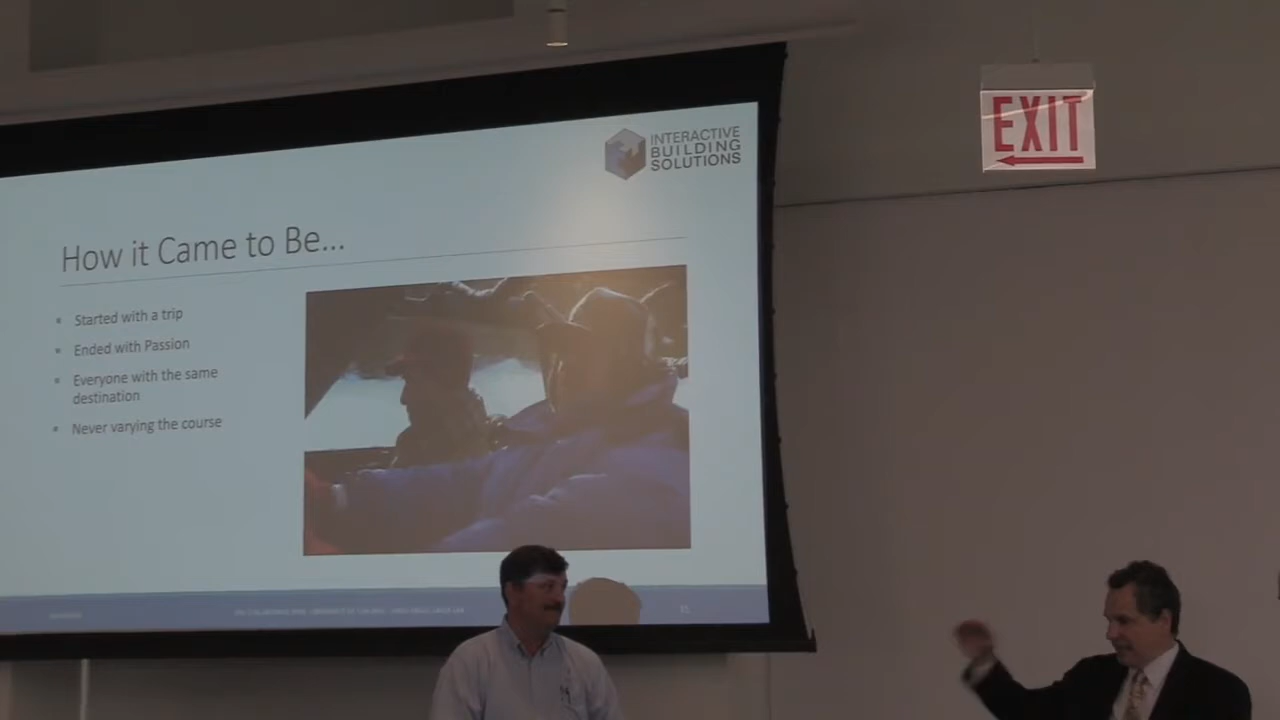 INTERACTIVE
BUILDING
SOLUTIONS
EXIT
How it Came to Be...
Started with a trip
Ended with Passion
Everyone with the same
destination
Never varying the course